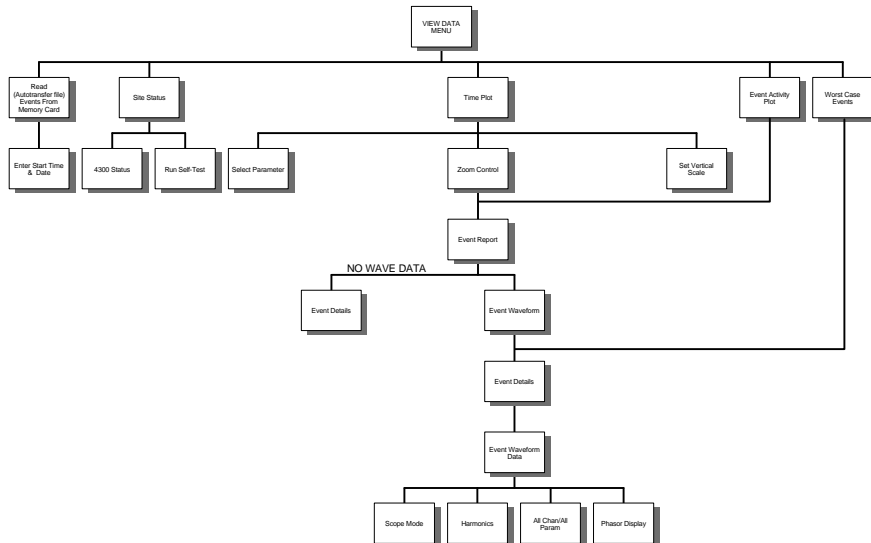 VIEW DATA
MENU
Read
(Autotransfer file)
Events From
Memory Card
Site Status
Time Plot
Event Activity
Plot
Worst Case
Events
Enter Start Time
& Date
4300 Status
Run Self-Test
Select Parameter
Zoom Control
Set Vertical
Scale
Event Report
NO WAVE DATA
Event Details
Event Waveform
Event Details
Event Waveform
Data
Scope Mode
Harmonics
All Chan/All
Param
Phasor Display